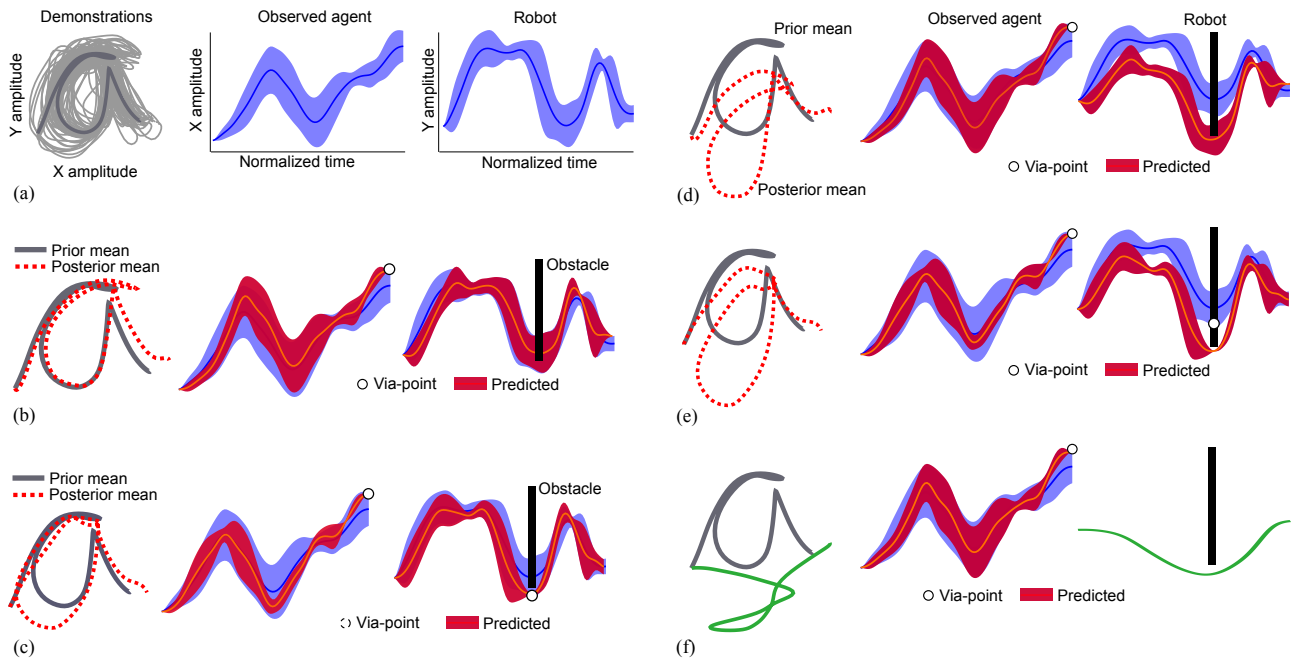 Demonstrations
Observed agent
Robot
Y amplitude
X amplitude
X amplitude
Normalized time
Y amplitude
Normalized time
(a)
Prior mean
Posterior mean
Obstacle
Via-point
Predicted
(b)
Prior mean
Posterior mean
Obstacle
Via-point
Predicted
(c)
Prior mean
Observed agent
Robot
Posterior mean
Via-point
Predicted
(d)
Via-point
Predicted
(e)
Via-point
Predicted
(f)